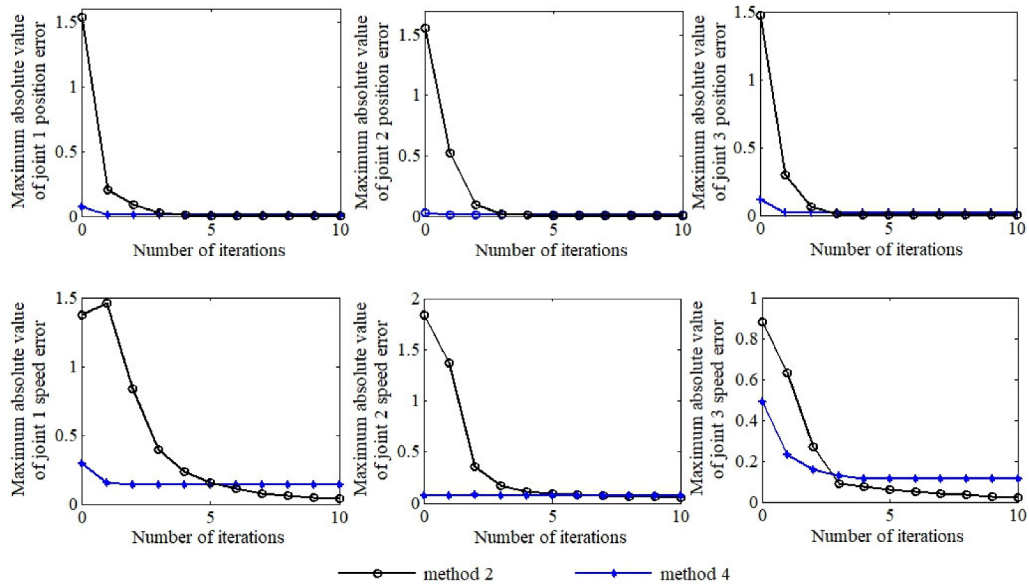 Maximum absolute value
of joint 1 position error
1.5
1
0.5
0
0
5
10
Number of iterations
Maximum absolute value
of joint 2 position error
1.5
1
0.5
0
0
5
10
Number of iterations
Maximum absolute value
of joint 3 position error
1.5
1
0.5
0
0
5
10
Number of iterations
Maximum absolute value
of joint 1 speed error
1.5
1
0.5
0
0
5
10
Number of iterations
Maximum absolute value
of joint 2 speed error
2
1.5
1
0.5
0
0
5
10
Number of iterations
Maximum absolute value
of joint 3 speed error
1
0.8
0.6
0.4
0.2
0
0
5
10
Number of iterations
method 2
method 4